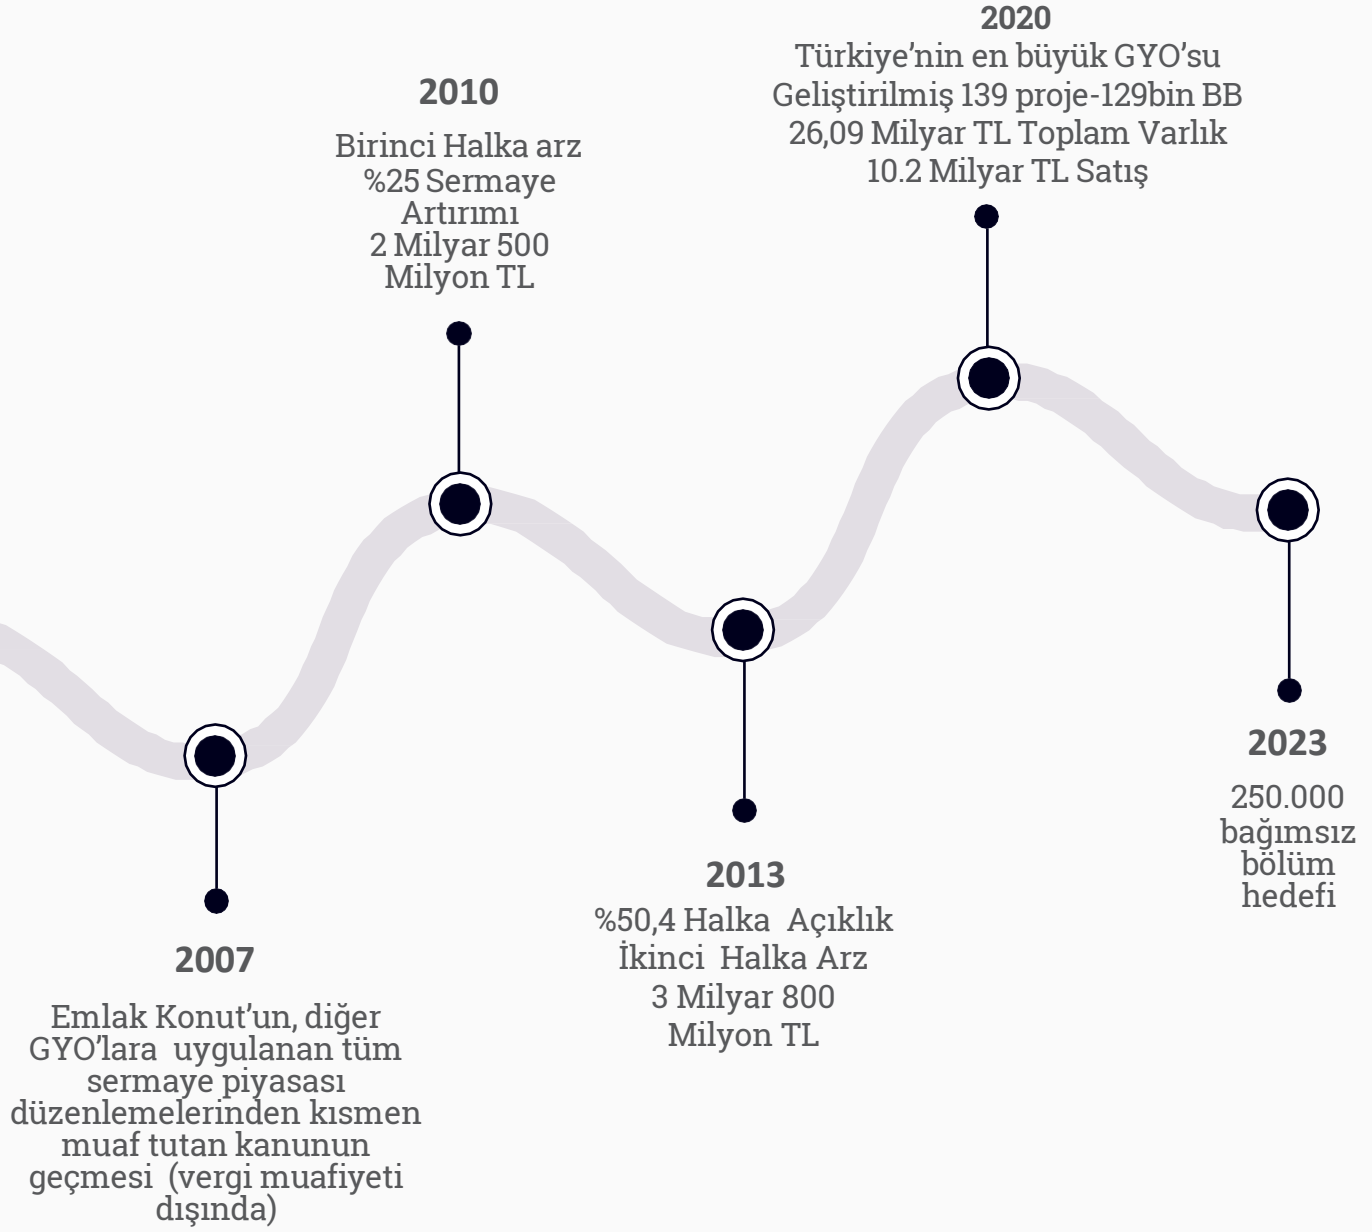 2007
Emlak Konut’un, diğer
GYO’lara uygulanan tüm
sermaye piyasası
düzenlemelerinden kısmen
muaf tutan kanunun
geçmesi (vergi muafiyeti
dışında)
2010
Birinci Halka arz
%25 Sermaye
Artırımı
2 Milyar 500
Milyon TL
2013
%50,4 Halka Açıklık
İkinci Halka Arz
3 Milyar 800
Milyon TL
2020
Türkiye’nin en büyük GYO’su
Geliştirilmiş 139 proje-129bin BB
26,09 Milyar TL Toplam Varlık
10.2 Milyar TL Satış
2023
250.000
bağımsız
bölüm
hedefi